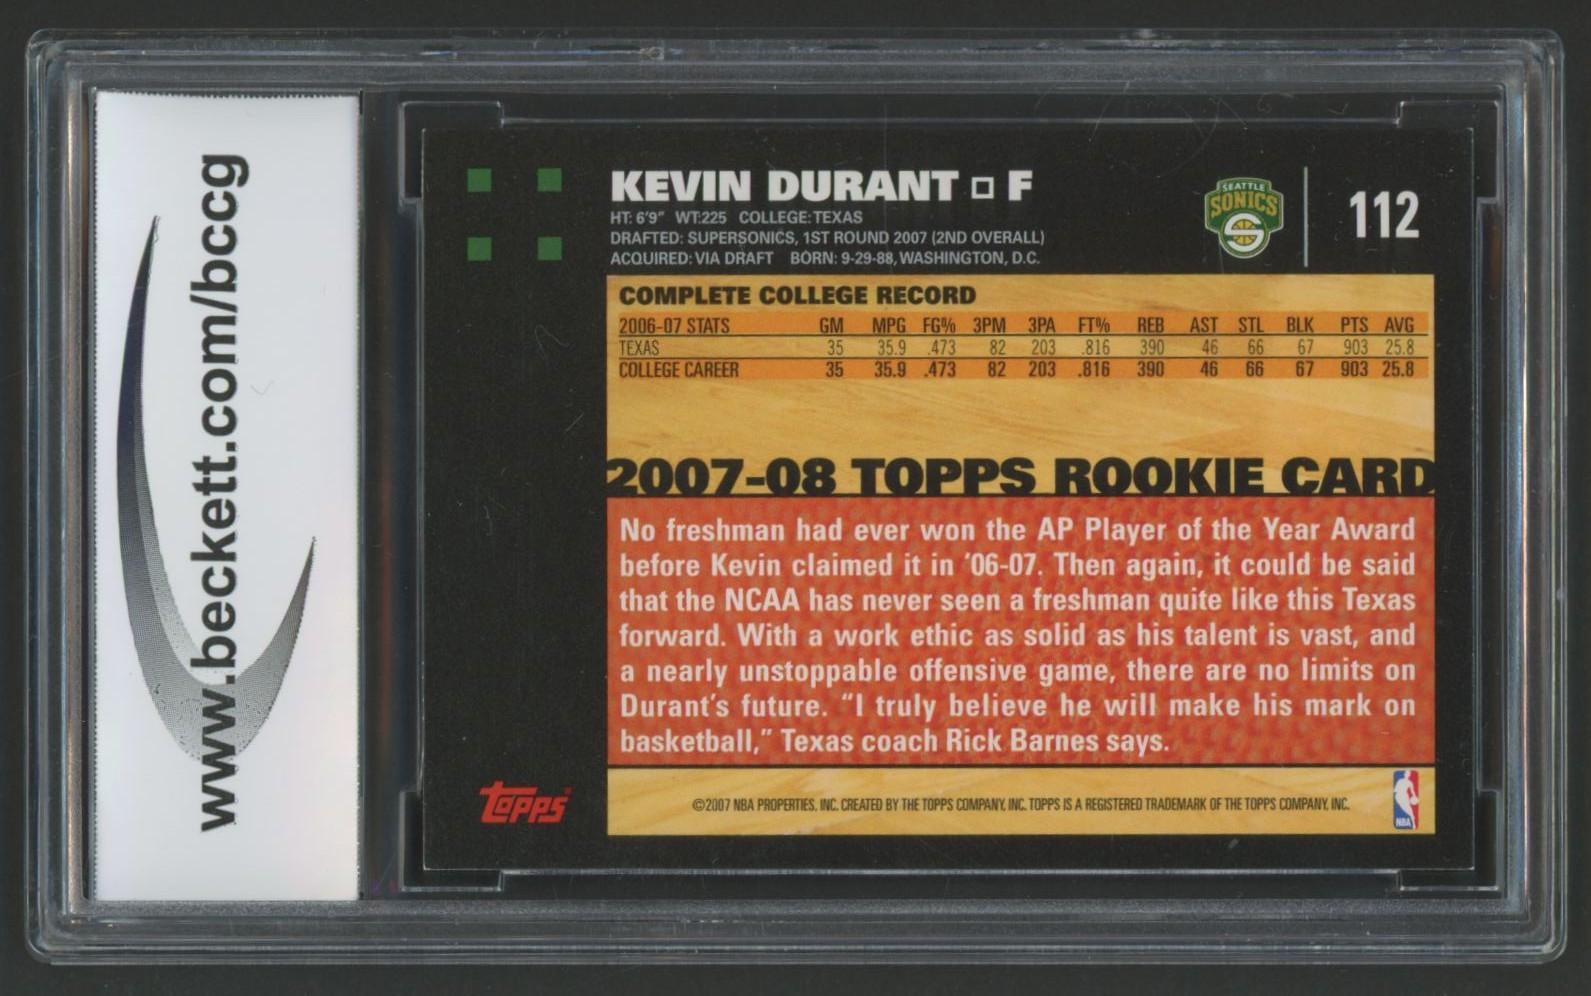 www.beckett.com/bccg
KEVIN DURANT □ F
HT: 6'9" WT:225 COLLEGE: TEXAS
DRAFTED: SUPERSONICS, 1ST ROUND 2007 (2ND OVERALL)
ACQUIRED: VIA DRAFT BORN: 9-29-88, WASHINGTON, D.C.
SEATTLE
SONICS
112
COMPLETE COLLEGE RECORD
2006-07 STATS GM MPG FG% 3PM 3PA FT% REB AST STL BLK PTS AVG
TEXAS 35 35.9 .473 82 203 .816 390 46 66 67 903 25.8
COLLEGE CAREER 35 35.9 .473 82 203 .816 390 46 66 67 903 25.8
2007-08 TOPPS ROOKIE CARD
No freshman had ever won the AP Player of the Year Award
before Kevin claimed it in '06-07. Then again, it could be said
that the NCAA has never seen a freshman quite like this Texas
forward. With a work ethic as solid as his talent is vast, and
a nearly unstoppable offensive game, there are no limits on
Durant's future. "I truly believe he will make his mark on
basketball," Texas coach Rick Barnes says.
Topps®
©2007 NBA PROPERTIES, INC. CREATED BY THE TOPPS COMPANY, INC. TOPPS IS A REGISTERED TRADEMARK OF THE TOPPS COMPANY, INC.
NBA